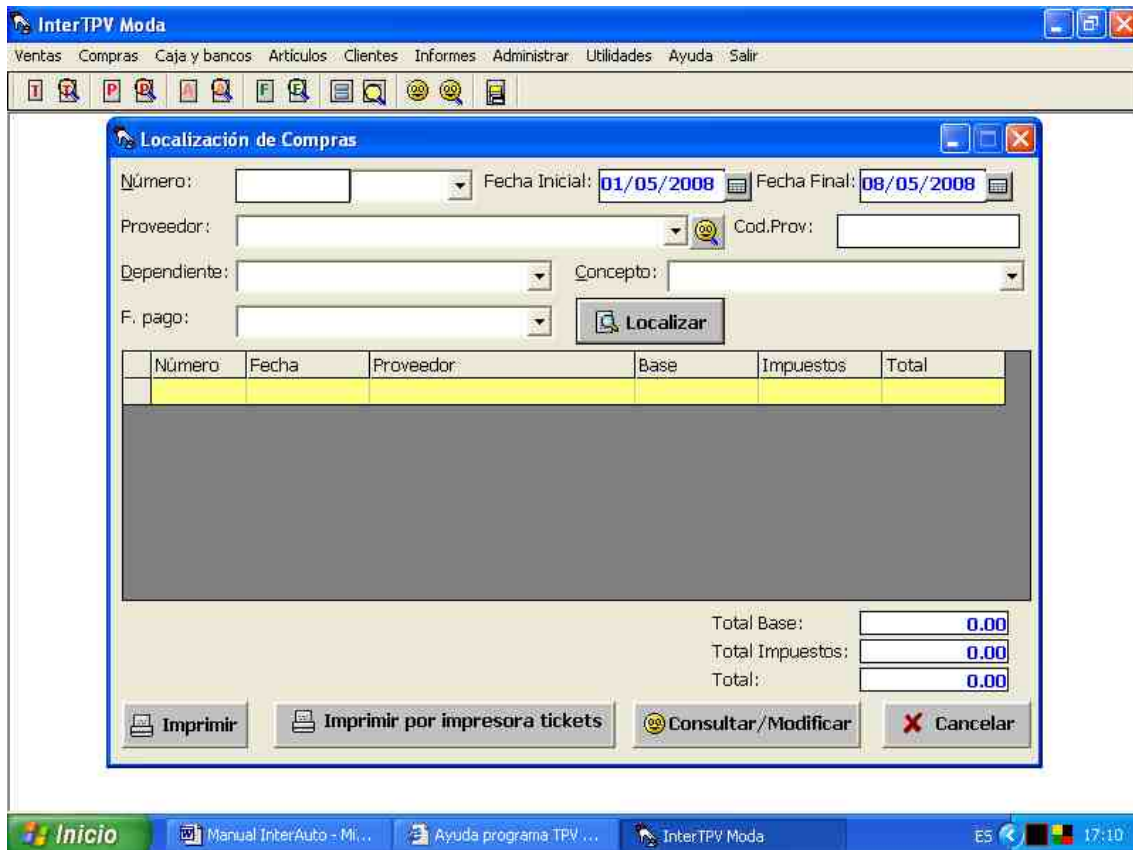 InterTPV Moda
Ventas Compras Caja y bancos Artículos Clientes Informes Administrar Utilidades Ayuda Salir
T T P P A A F F
Localización de Compras
Número: Fecha Inicial: 01/05/2008 Fecha Final: 08/05/2008
Proveedor: Cod.Prov:
Dependiente: Concepto:
F. pago: Localizar
Número Fecha Proveedor Base Impuestos Total
Total Base: 0.00
Total Impuestos: 0.00
Total: 0.00
Imprimir Imprimir por impresora tickets Consultar/Modificar Cancelar
Inicio Manual InterAuto - Mi... Ayuda programa TPV ... InterTPV Moda ES 17:10